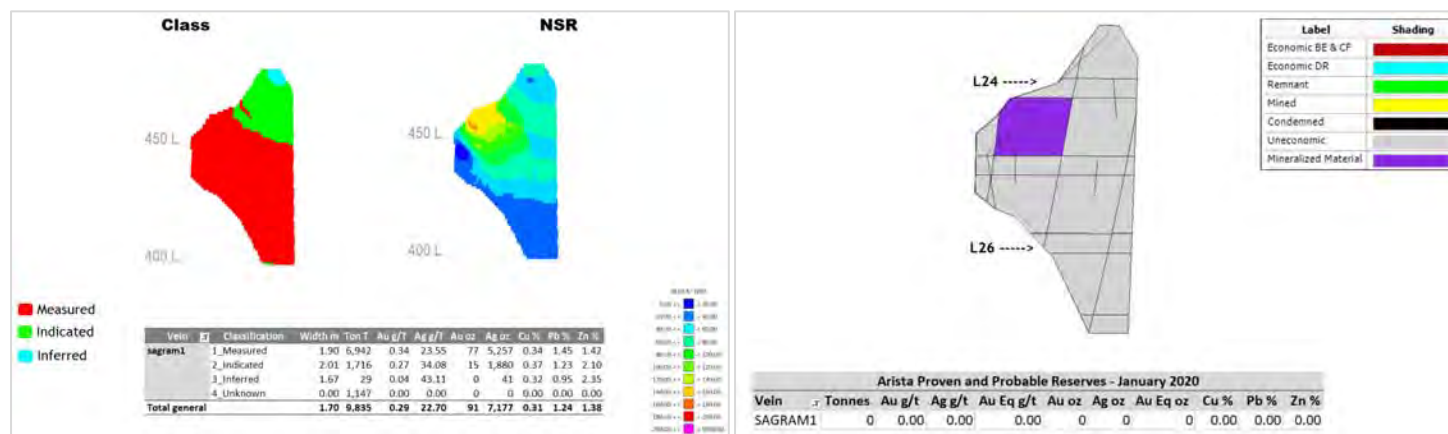 Class NSR
450 L
400 L
450 L
400 L
Measured
Indicated
Inferred
Vein Classification Width m Ton T Au g/T Ag g/T Au oz Ag oz Cu % Pb % Zn %
sagram1 1_Measured 1.90 6,942 0.34 23.55 77 5,257 0.34 1.45 1.42
2_Indicated 2.01 1,716 0.27 34.08 15 1,880 0.37 1.23 2.10
3_Inferred 1.67 29 0.04 43.11 0 41 0.32 0.95 2.35
4_Unknown 0.00 1,147 0.00 0.00 0 0 0.00 0.00 0.00
Total general 1.70 9,835 0.29 22.70 91 7,177 0.31 1.24 1.38
L24 ----->
L26 ----->
Label Shading
Economic BE & CF
Economic DR
Remnant
Mined
Condemned
Uneconomic
Mineralized Material
Arista Proven and Probable Reserves - January 2020
Vein Tonnes Au g/t Ag g/t Au Eq g/t Au oz Ag oz Au Eq oz Cu % Pb % Zn %
SAGRAM1 0 0.00 0.00 0.00 0 0 0 0.00 0.00 0.00